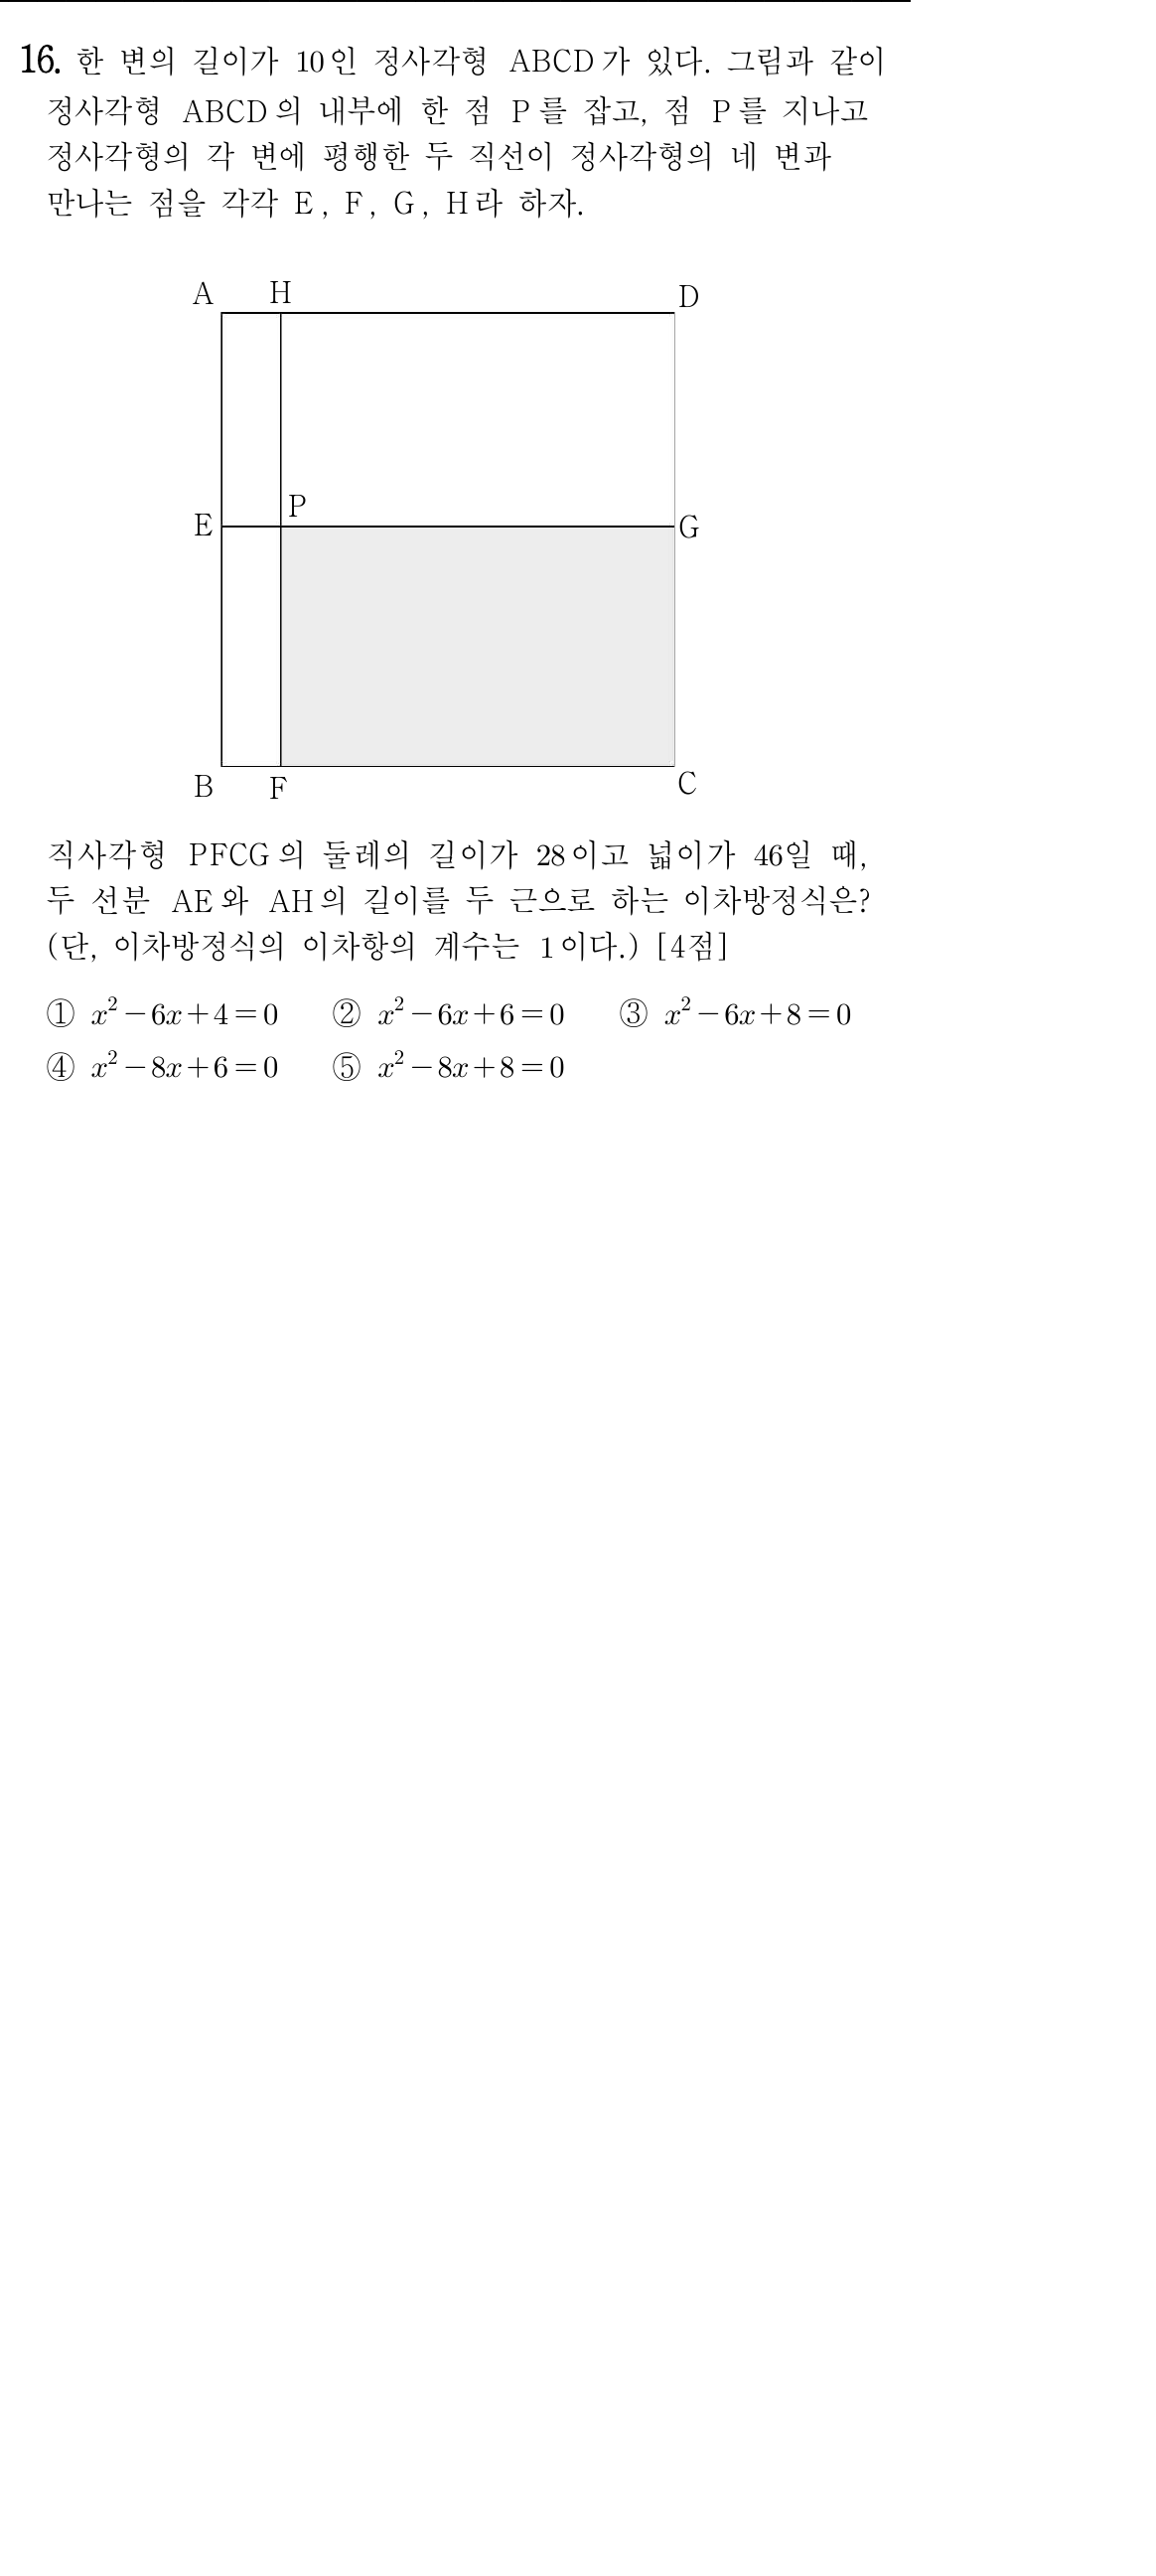 16. 한 변의 길이가 10인 정사각형 ABCD가 있다. 그림과 같이
정사각형 ABCD의 내부에 한 점 P를 잡고, 점 P를 지나고
정사각형의 각 변에 평행한 두 직선이 정사각형의 네 변과
만나는 점을 각각 E, F, G, H라 하자.
A H D
P
E G
B F C
직사각형 PFCG의 둘레의 길이가 28이고 넓이가 46일 때,
두 선분 AE와 AH의 길이를 두 근으로 하는 이차방정식은?
(단, 이차방정식의 이차항의 계수는 1이다.) [4점]
① x²-6x+4=0 ② x²-6x+6=0 ③ x²-6x+8=0
④ x²-8x+6=0 ⑤ x²-8x+8=0